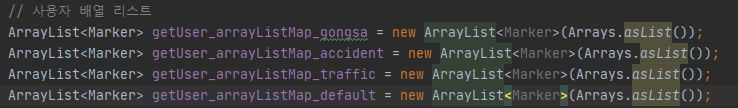 // 사용자 배열 리스트
ArrayList<Marker> getUser_arrayListMap_gongsa = new ArrayList<Marker>(Arrays.asList());
ArrayList<Marker> getUser_arrayListMap_accident = new ArrayList<Marker>(Arrays.asList());
ArrayList<Marker> getUser_arrayListMap_traffic = new ArrayList<Marker>(Arrays.asList());
ArrayList<Marker> getUser_arrayListMap_default = new ArrayList<Marker>(Arrays.asList());